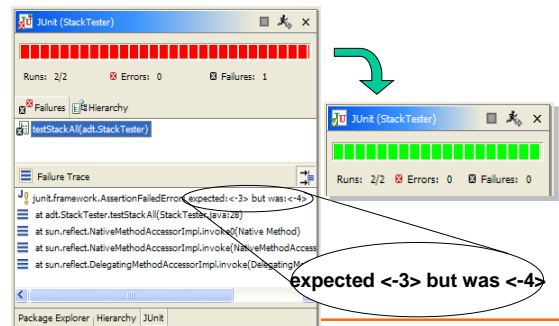 JUnit (StackTester)
Runs: 2/2 Errors: 0 Failures: 1
Failures Hierarchy
testStackAll(adt.StackTester)
Failure Trace
junit.framework.AssertionFailedError: expected:<-3> but was:<-4>
at adt.StackTester.testStackAll(StackTester.java:28)
at sun.reflect.NativeMethodAccessorImpl.invoke0(Native Method)
at sun.reflect.NativeMethodAccessorImpl.invoke(NativeMethodAccess
at sun.reflect.DelegatingMethodAccessorImpl.invoke(DelegatingM
Package Explorer Hierarchy JUnit
JUnit (StackTester)
Runs: 2/2 Errors: 0 Failures: 0
expected <-3> but was <-4>